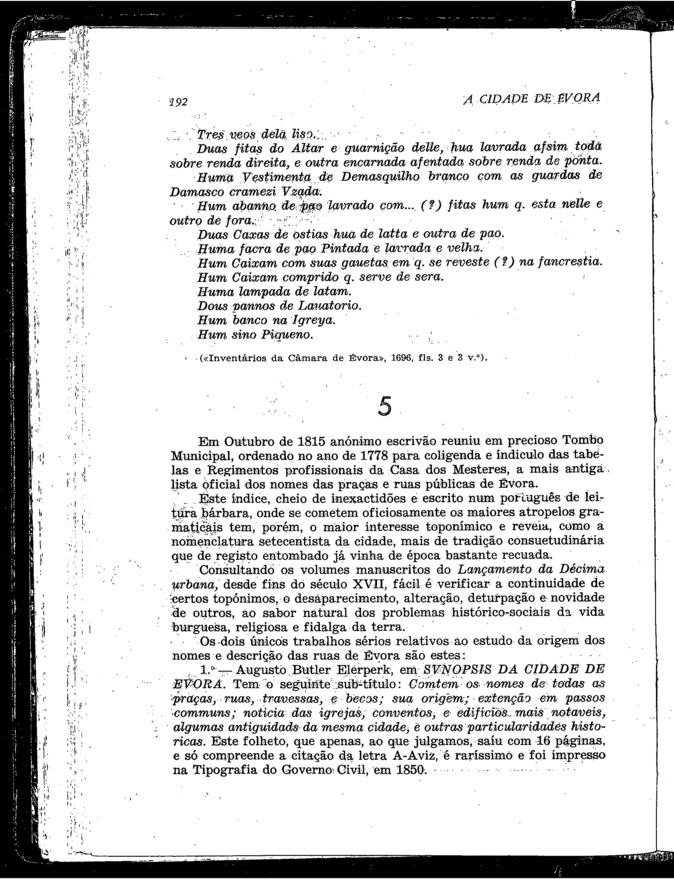 192
A CIDADE DE ÉVORA
Tres veos dela liso.
Duas fitas do Altar e guarnição delle, hua lavrada afsim toda
sobre renda direita, e outra encarnada afentada sobre renda de ponta.
Huma Vestimenta de Demasquilho branco com as guardas de
Damasco cramezi Vzada.
Hum abanno de pao lavrado com... (?) fitas hum q. esta nelle e
outro de fora.
Duas Caxas de ostias hua de latta e outra de pao.
Huma facra de pao Pintada e lavrada e velha.
Hum Caixam com suas gauetas em q. se reveste (?) na fancrestia.
Hum Caixam comprido q. serve de sera.
Huma lampada de latam.
Dous pannos de Lauatorio.
Hum banco na Igreya.
Hum sino Piqueno.
(«Inventários da Câmara de Évora», 1696, fls. 3 e 3 v.º).
5
Em Outubro de 1815 anónimo escrivão reuniu em precioso Tombo
Municipal, ordenado no ano de 1778 para coligenda e índiculo das tabe-
las e Regimentos profissionais da Casa dos Mesteres, a mais antiga
lista oficial dos nomes das praças e ruas públicas de Évora.
Este índice, cheio de inexactidões e escrito num português de lei-
tura bárbara, onde se cometem oficiosamente os maiores atropelos gra-
maticais tem, porém, o maior interesse toponímico e reveia, como a
nomenclatura setecentista da cidade, mais de tradição consuetudinária
que de registo entombado já vinha de época bastante recuada.
Consultando os volumes manuscritos do Lançamento da Décima
urbana, desde fins do século XVII, fácil é verificar a continuidade de
certos topónimos, o desaparecimento, alteração, deturpação e novidade
de outros, ao sabor natural dos problemas histórico-sociais da vida
burguesa, religiosa e fidalga da terra.
Os dois únicos trabalhos sérios relativos ao estudo da origem dos
nomes e descrição das ruas de Évora são estes:
1.º — Augusto Butler Elerperk, em SVNOPSIS DA CIDADE DE
EVORA. Tem o seguinte sub-título: Comtem os nomes de todas as
praças, ruas, travessas, e becos; sua origem; extenção em passos
communs; noticia das igrejas, conventos, e edificios mais notaveis,
algumas antiguidads da mesma cidade, e outras particularidades histo-
ricas. Este folheto, que apenas, ao que julgamos, saíu com 16 páginas,
e só compreende a citação da letra A-Aviz, é raríssimo e foi impresso
na Tipografia do Governo Civil, em 1850.